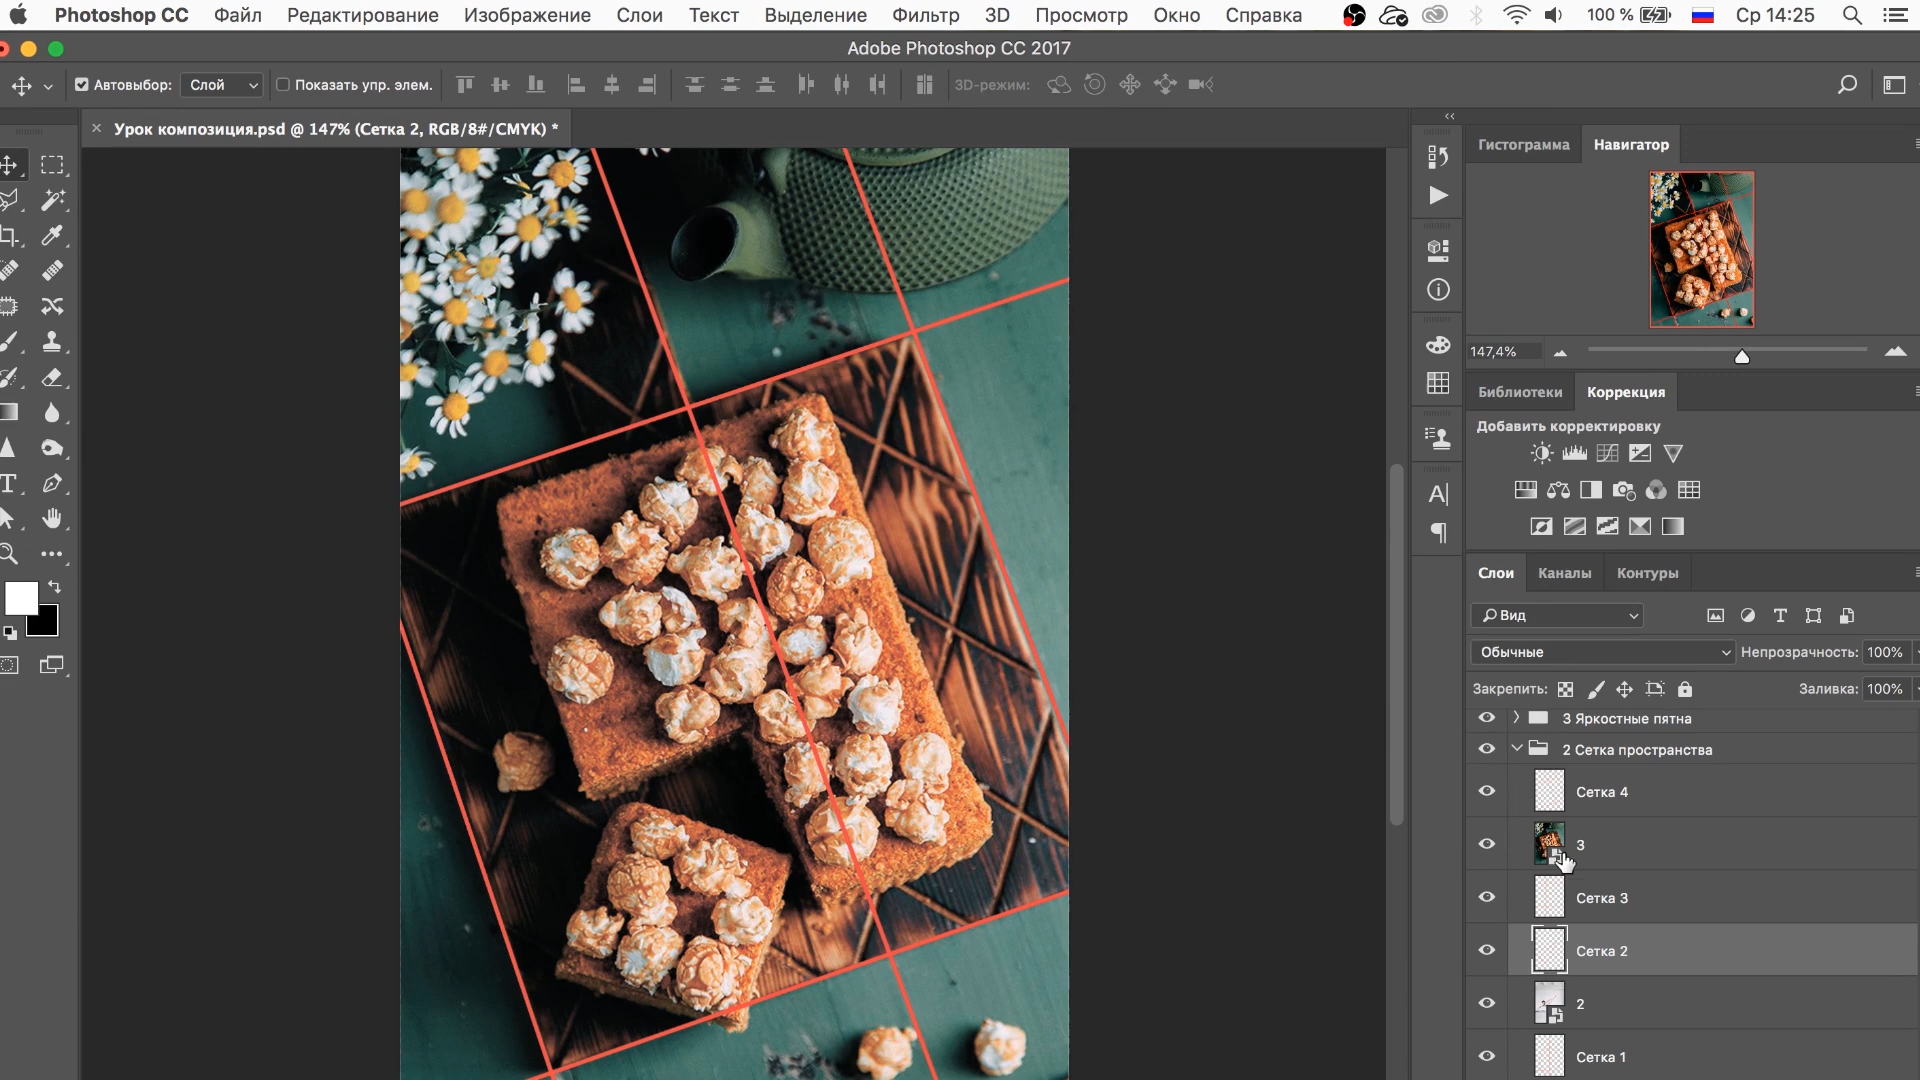 Photoshop CC Файл Редактирование Изображение Слои Текст Выделение Фильтр 3D Просмотр Окно Справка 100 % Ср 14:25
Adobe Photoshop CC 2017
Автовыбор: Слой Показать упр. элем. 3D-режим:
Урок композиция.psd @ 147% (Сетка 2, RGB/8#/CMYK) *
Гистограмма Навигатор
147,4%
Библиотеки Коррекция
Добавить корректировку
Слои Каналы Контуры
Вид
Обычные Непрозрачность: 100%
Закрепить: Заливка: 100%
3 Яркостные пятна
2 Сетка пространства
Сетка 4
3
Сетка 3
Сетка 2
2
Сетка 1